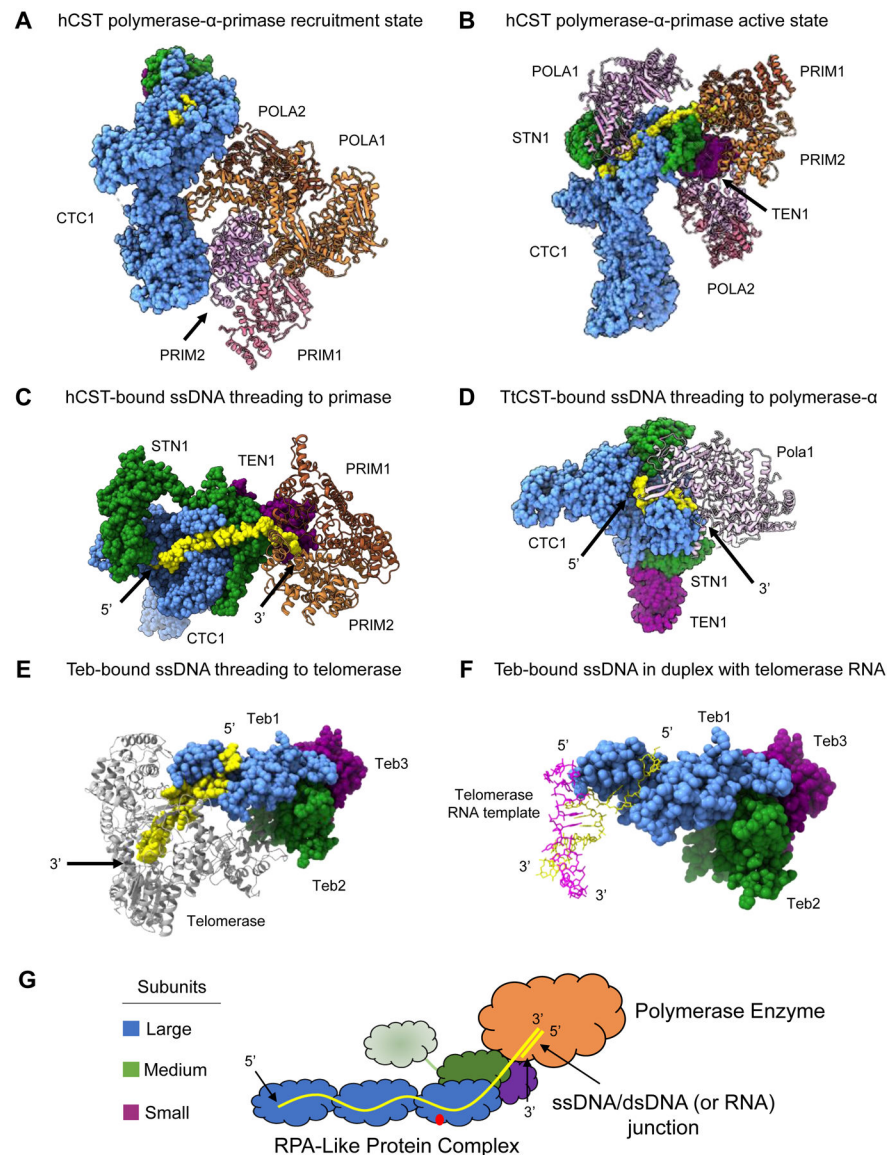 A hCST polymerase-α-primase recruitment state
POLA2
POLA1
CTC1
PRIM2
PRIM1
B hCST polymerase-α-primase active state
POLA1
PRIM1
STN1
PRIM2
TEN1
CTC1
POLA2
C hCST-bound ssDNA threading to primase
STN1
TEN1
PRIM1
5’
3’
PRIM2
CTC1
D TtCST-bound ssDNA threading to polymerase-α
Pola1
CTC1
5’
3’
STN1
TEN1
E Teb-bound ssDNA threading to telomerase
Teb1
5’
Teb3
3’
Teb2
Telomerase
F Teb-bound ssDNA in duplex with telomerase RNA
Teb1
5’
5’
Teb3
Telomerase
RNA template
3’
3’
Teb2
G
Subunits
Large
Medium
Small
5’
3’
5’
Polymerase Enzyme
3’
ssDNA/dsDNA (or RNA)
junction
RPA-Like Protein Complex